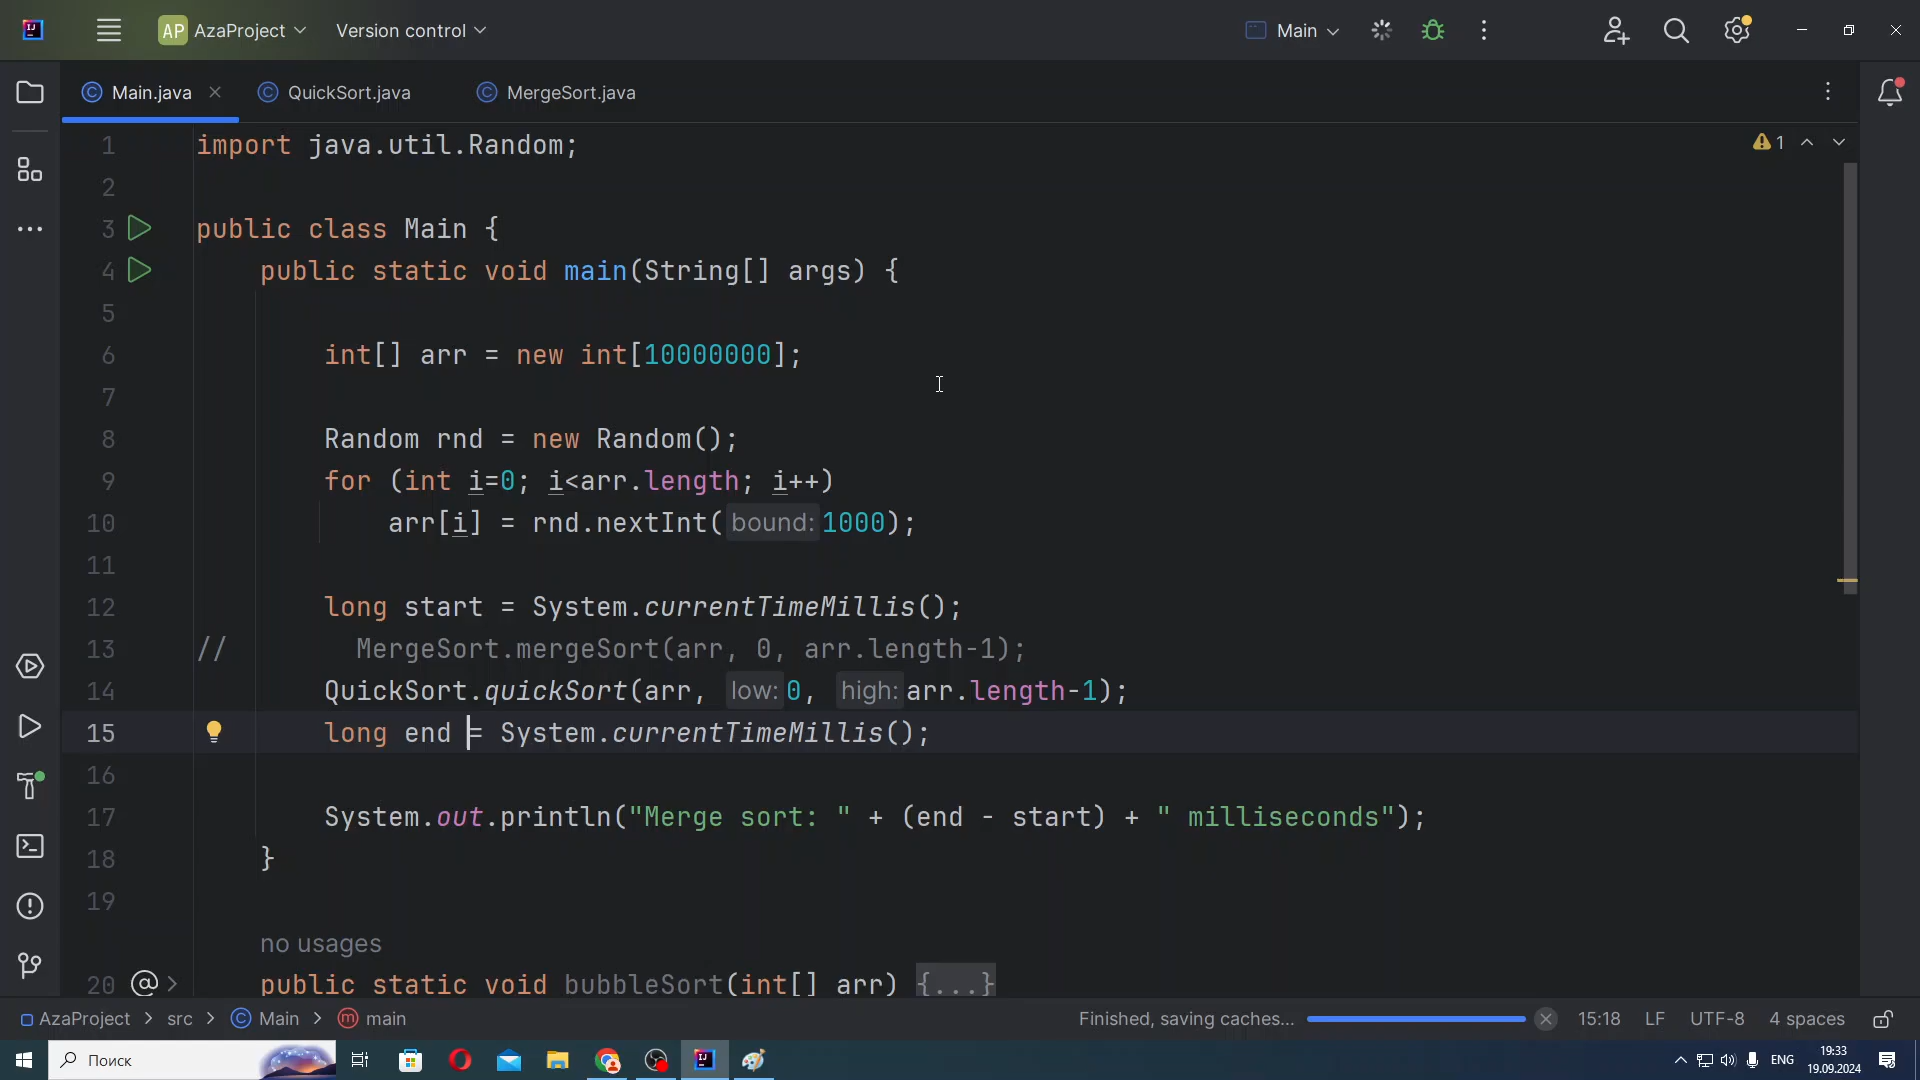 AP AzaProject Version control Main
Main.java QuickSort.java MergeSort.java
1 import java.util.Random; 1
2
3 public class Main {
4 public static void main(String[] args) {
5
6 int[] arr = new int[10000000];
7
8 Random rnd = new Random();
9 for (int i=0; i<arr.length; i++)
10 arr[i] = rnd.nextInt( bound: 1000);
11
12 long start = System.currentTimeMillis();
13 // MergeSort.mergeSort(arr, 0, arr.length-1);
14 QuickSort.quickSort(arr, low: 0, high: arr.length-1);
15 long end = System.currentTimeMillis();
16
17 System.out.println("Merge sort: " + (end - start) + " milliseconds");
18 }
19
no usages
20 @ public static void bubbleSort(int[] arr) {...}
AzaProject > src > Main > main Finished, saving caches... 15:18 LF UTF-8 4 spaces
Поиск ENG 19:33
19.09.2024